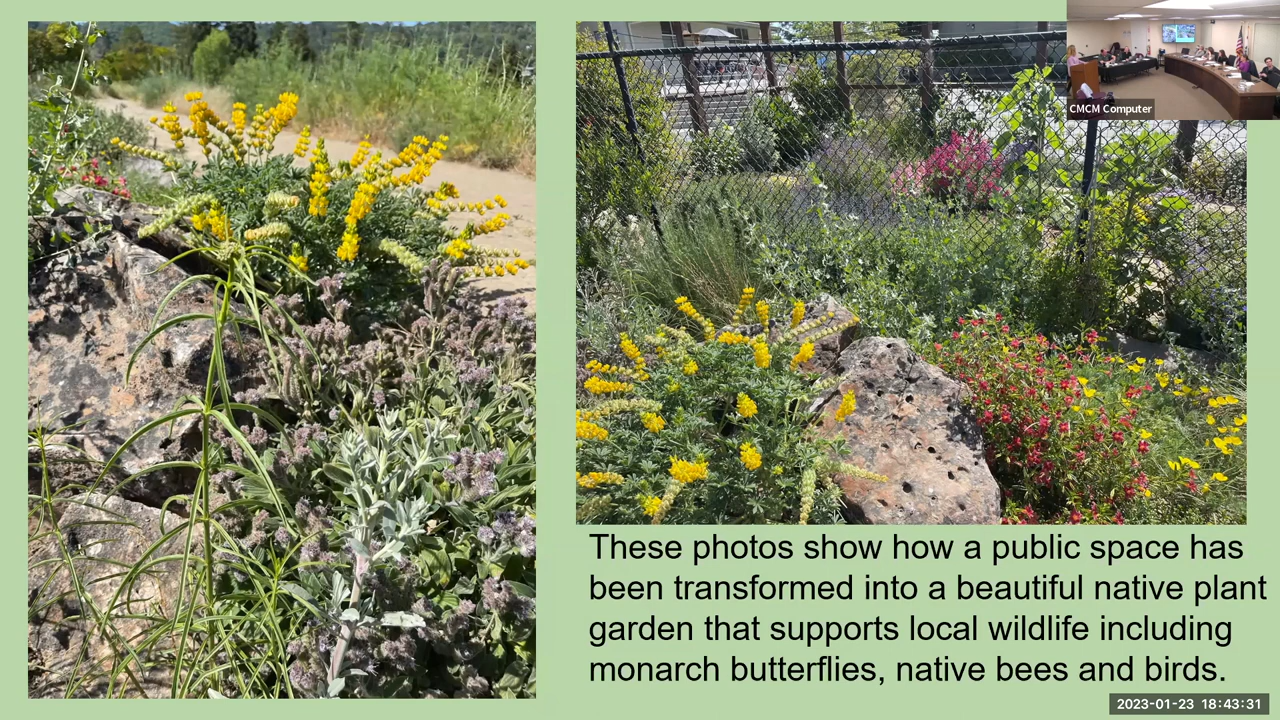 CMCM Computer
These photos show how a public space has
been transformed into a beautiful native plant
garden that supports local wildlife including
monarch butterflies, native bees and birds.
2023-01-23 18:43:31